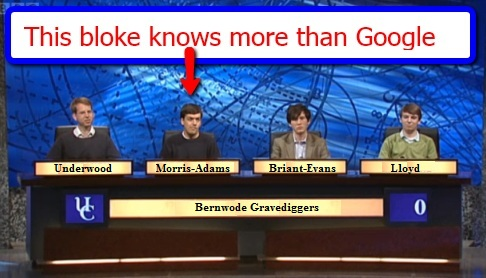 This bloke knows more than Google
Underwood Morris-Adams Briant-Evans Lloyd
UC Bernwode Gravediggers 0